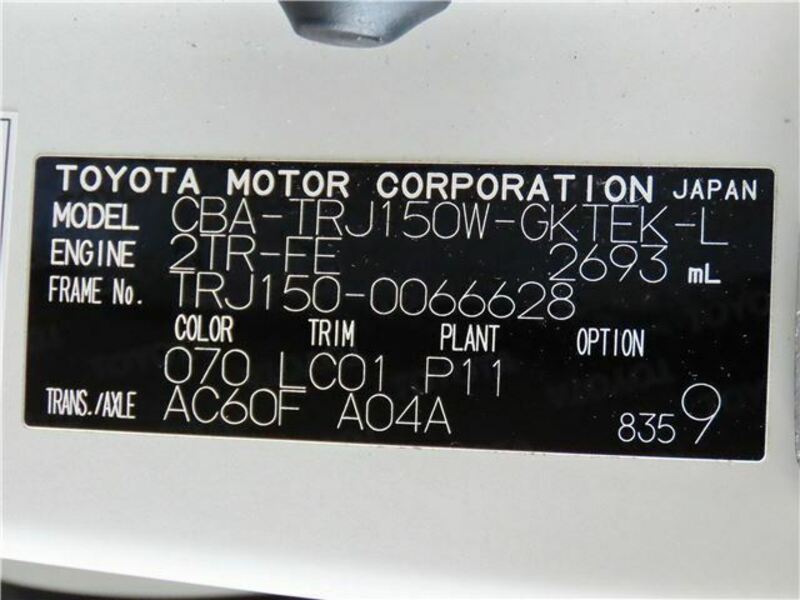 TOYOTA MOTOR CORPORATION JAPAN
MODEL CBA-TRJ150W-GKTEK-L
ENGINE 2TR-FE 2693 mL
FRAME No. TRJ150-0066628
COLOR TRIM PLANT OPTION
070 LC01 P11
TRANS./AXLE AC60F A04A
8359